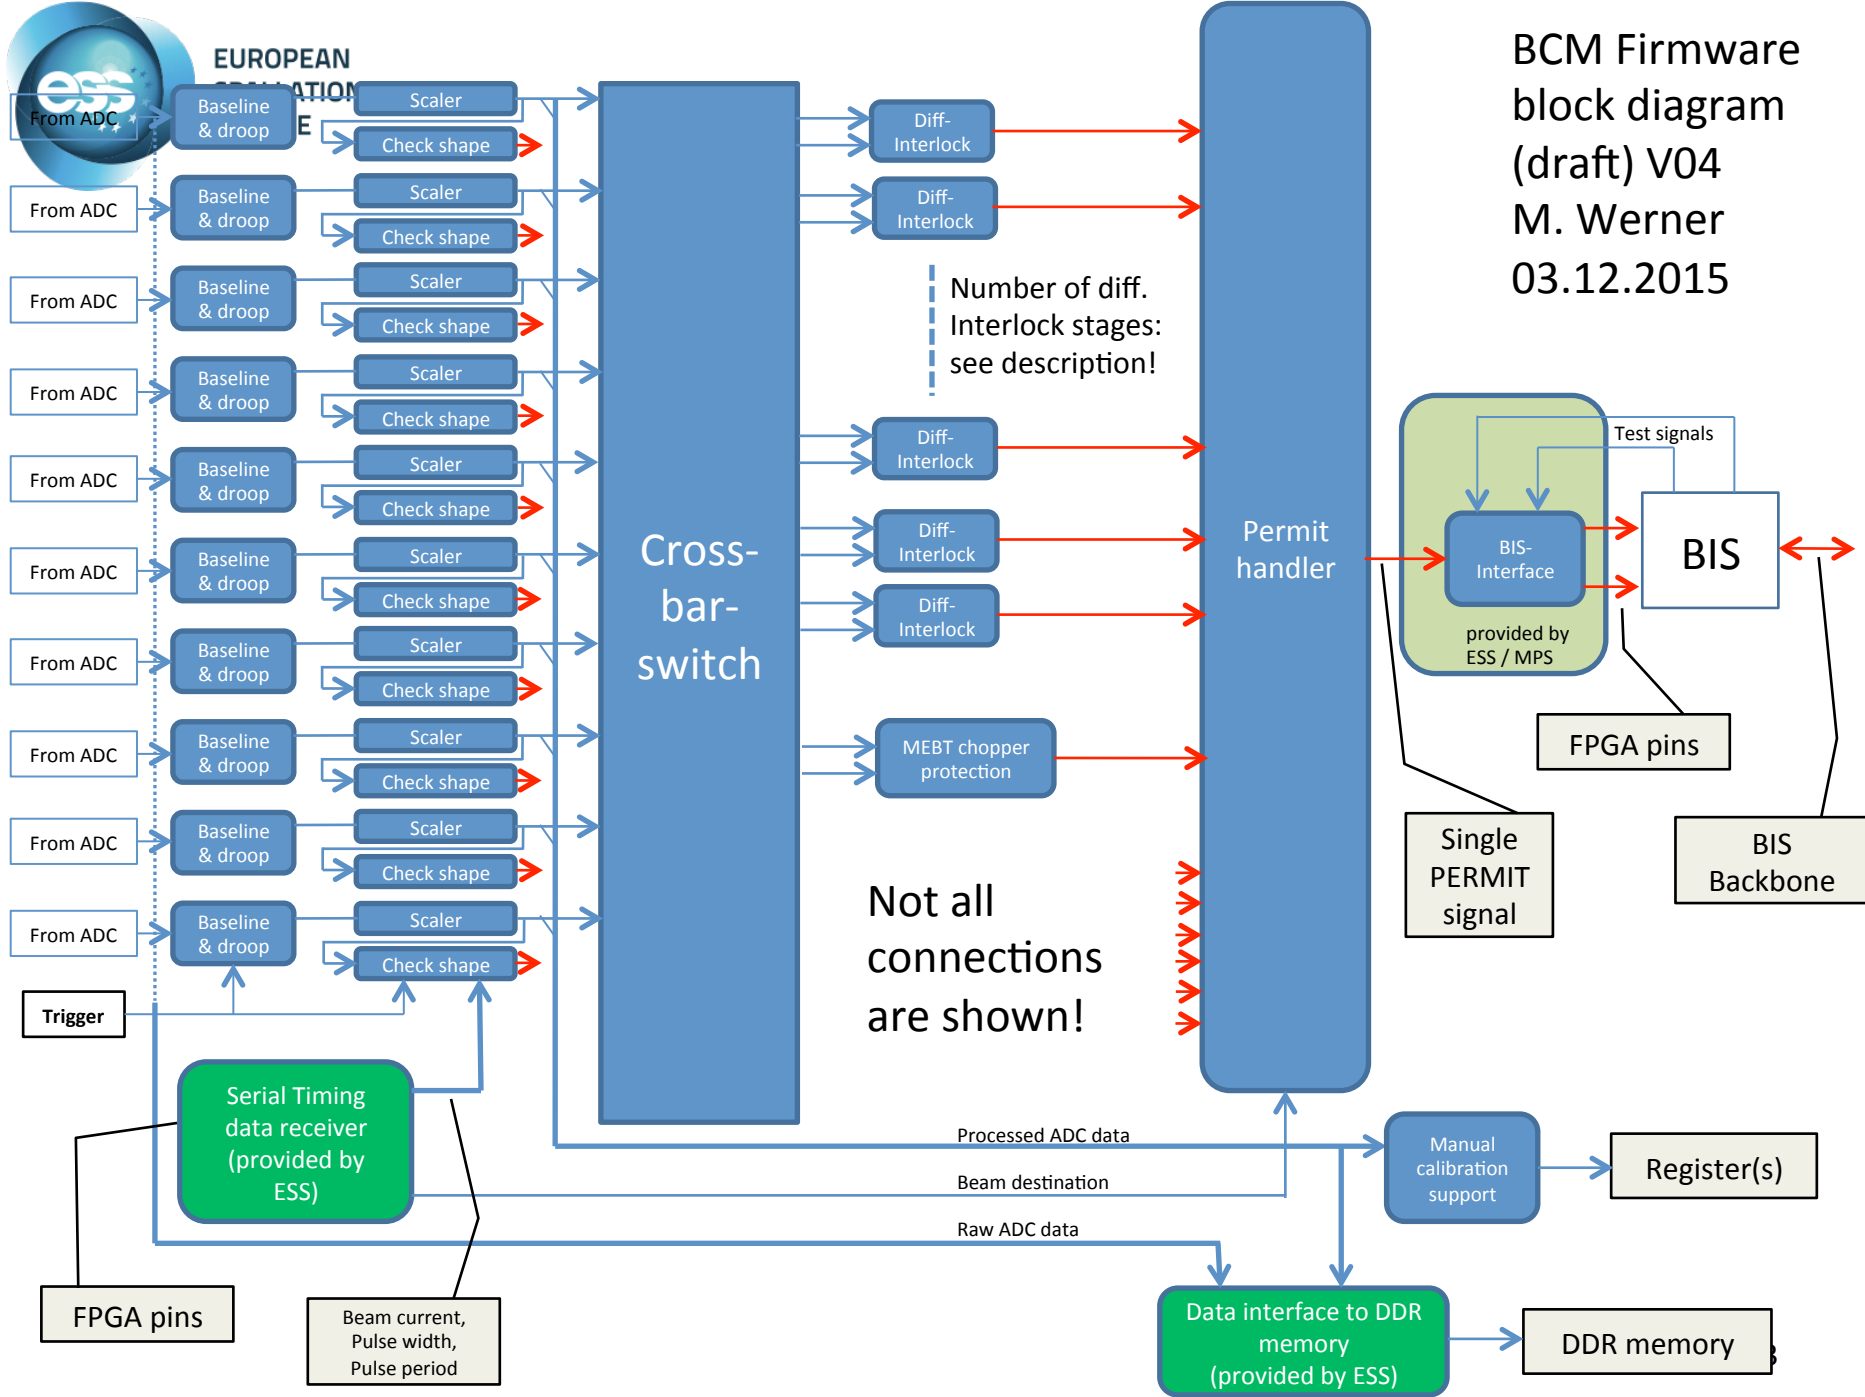 EUROPEAN
ess
BCM Firmware
block diagram
(draft) V04
M. Werner
03.12.2015
From ADC
Baseline
& droop
Scaler
Check shape
From ADC
Baseline
& droop
Scaler
Check shape
From ADC
Baseline
& droop
Scaler
Check shape
From ADC
Baseline
& droop
Scaler
Check shape
From ADC
Baseline
& droop
Scaler
Check shape
From ADC
Baseline
& droop
Scaler
Check shape
From ADC
Baseline
& droop
Scaler
Check shape
From ADC
Baseline
& droop
Scaler
Check shape
From ADC
Baseline
& droop
Scaler
Check shape
From ADC
Baseline
& droop
Scaler
Check shape
Trigger
Cross-
bar-
switch
Diff-
Interlock
Diff-
Interlock
Number of diff.
Interlock stages:
see description!
Diff-
Interlock
Diff-
Interlock
Diff-
Interlock
MEBT chopper
protection
Not all
connections
are shown!
Permit
handler
Test signals
BIS-
Interface
provided by
ESS / MPS
BIS
FPGA pins
Single
PERMIT
signal
BIS
Backbone
Serial Timing
data receiver
(provided by
ESS)
Processed ADC data
Beam destination
Raw ADC data
Manual
calibration
support
Register(s)
FPGA pins
Beam current,
Pulse width,
Pulse period
Data interface to DDR
memory
(provided by ESS)
DDR memory